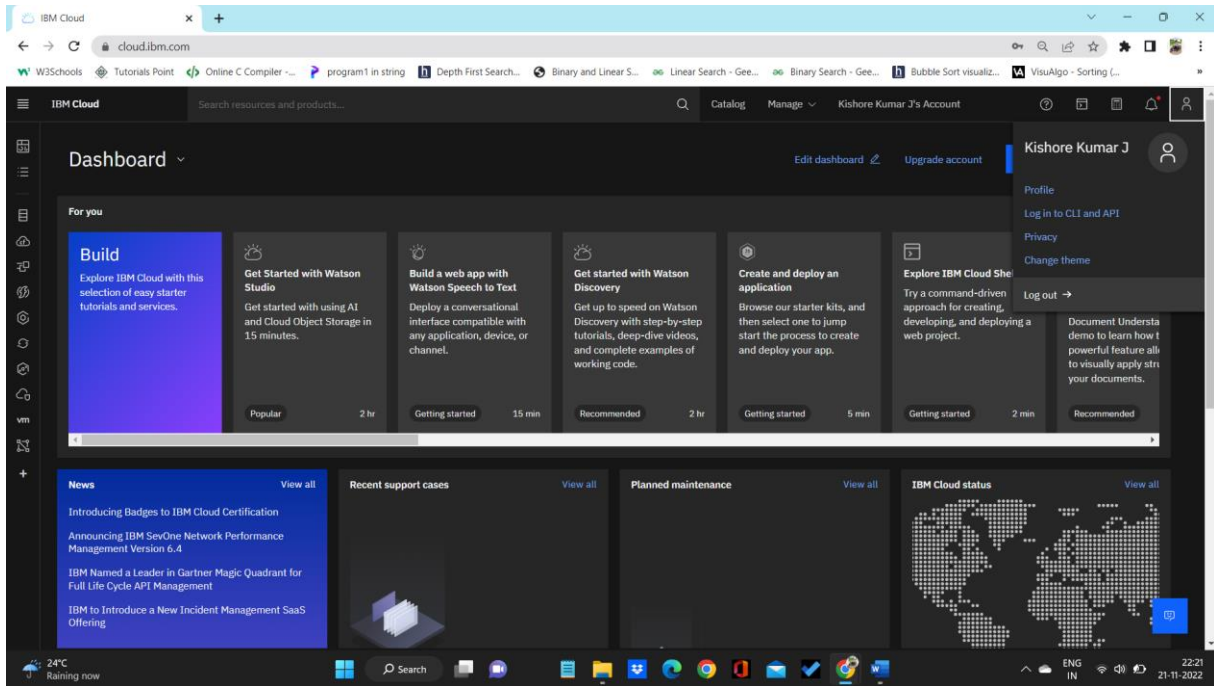 IBM Cloud
cloud.ibm.com
W3Schools
Tutorials Point
Online C Compiler -...
program1 in string
Depth First Search...
Binary and Linear S...
Linear Search - Gee...
Binary Search - Gee...
Bubble Sort visualiz...
VisuAlgo - Sorting (...
»
IBM Cloud
Search resources and products...
Catalog
Manage
Kishore Kumar J's Account
Dashboard
Edit dashboard
Upgrade account
Kishore Kumar J
Profile
Log in to CLI and API
Privacy
Change theme
Log out →
For you
Build
Explore IBM Cloud with this
selection of easy starter
tutorials and services.
Get Started with Watson
Studio
Get started with using AI
and Cloud Object Storage in
15 minutes.
Popular
2 hr
Build a web app with
Watson Speech to Text
Deploy a conversational
interface compatible with
any application, device, or
channel.
Getting started
15 min
Get started with Watson
Discovery
Get up to speed on Watson
Discovery with step-by-step
tutorials, deep-dive videos,
and complete examples of
working code.
Recommended
2 hr
Create and deploy an
application
Browse our starter kits, and
then select one to jump
start the process to create
and deploy your app.
Getting started
5 min
Explore IBM Cloud She
Try a command-driven
approach for creating,
developing, and deploying a
web project.
Getting started
2 min
Document Understa
demo to learn how t
powerful feature all
to visually apply stru
your documents.
Recommended
vm
News
View all
Introducing Badges to IBM Cloud Certification
Announcing IBM SevOne Network Performance
Management Version 6.4
IBM Named a Leader in Gartner Magic Quadrant for
Full Life Cycle API Management
IBM to Introduce a New Incident Management SaaS
Offering
Recent support cases
View all
Planned maintenance
View all
IBM Cloud status
View all
24°C
Raining now
Search
ENG
IN
22:21
21-11-2022